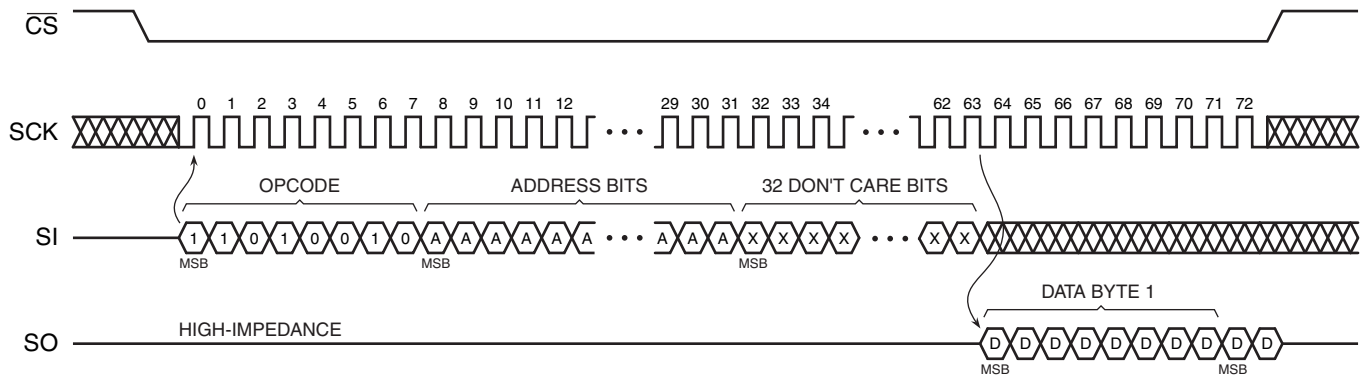 CS
0 1 2 3 4 5 6 7 8 9 10 11 12 29 30 31 32 33 34 62 63 64 65 66 67 68 69 70 71 72
SCK
OPCODE ADDRESS BITS 32 DON'T CARE BITS
SI 1 1 0 1 0 0 1 0 A A A A A A A A A X X X X X X
MSB MSB MSB
DATA BYTE 1
HIGH-IMPEDANCE
SO D D D D D D D D D D
MSB MSB